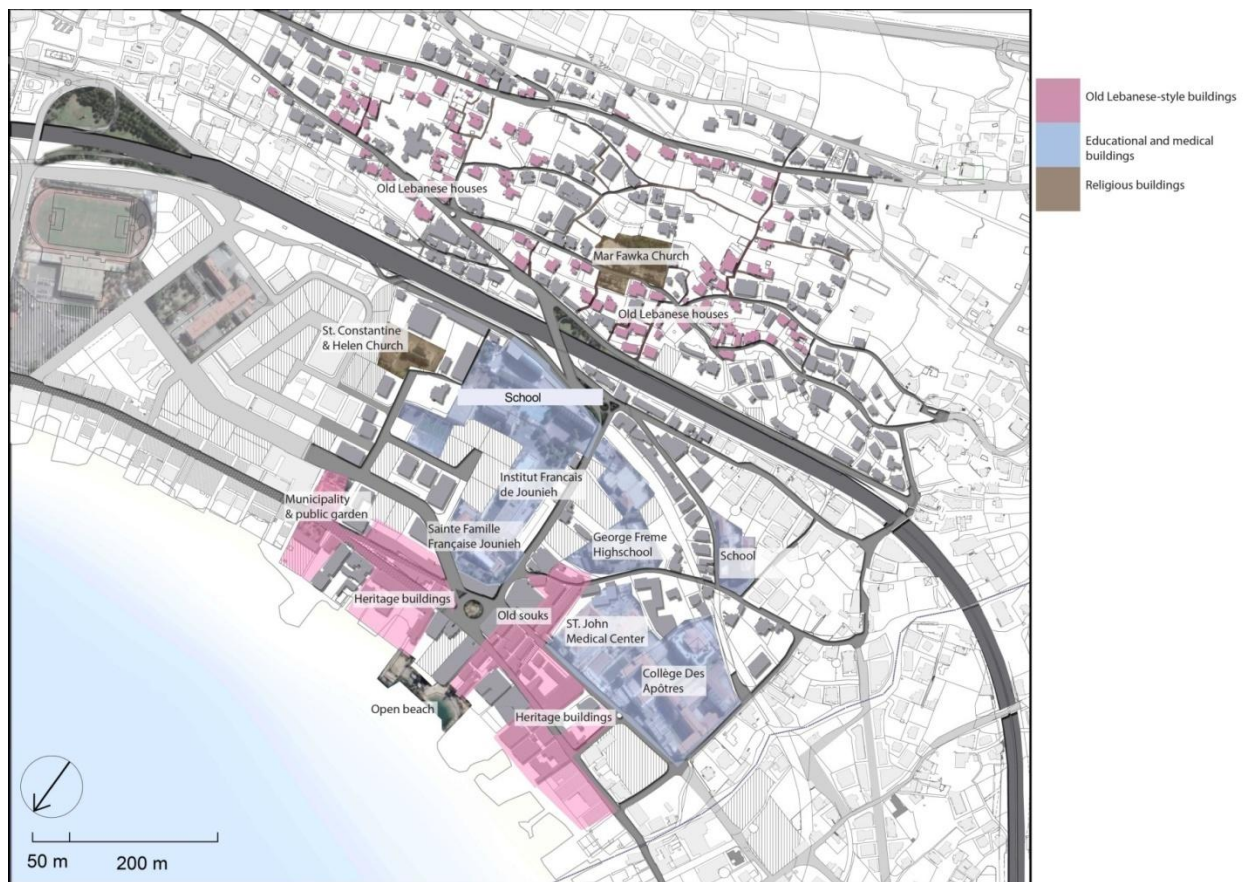 Old Lebanese-style buildings
Educational and medical
buildings
Religious buildings
Old Lebanese houses
Mar Fawka Church
Old Lebanese houses
St. Constantine
& Helen Church
School
Institut Francais
de Jounieh
Municipality
& public garden
Sainte Famille
Française Jounieh
George Freme
Highschool
School
Heritage buildings
Old souks
ST. John
Medical Center
Collège Des
Apôtres
Open beach
Heritage buildings
50 m
200 m